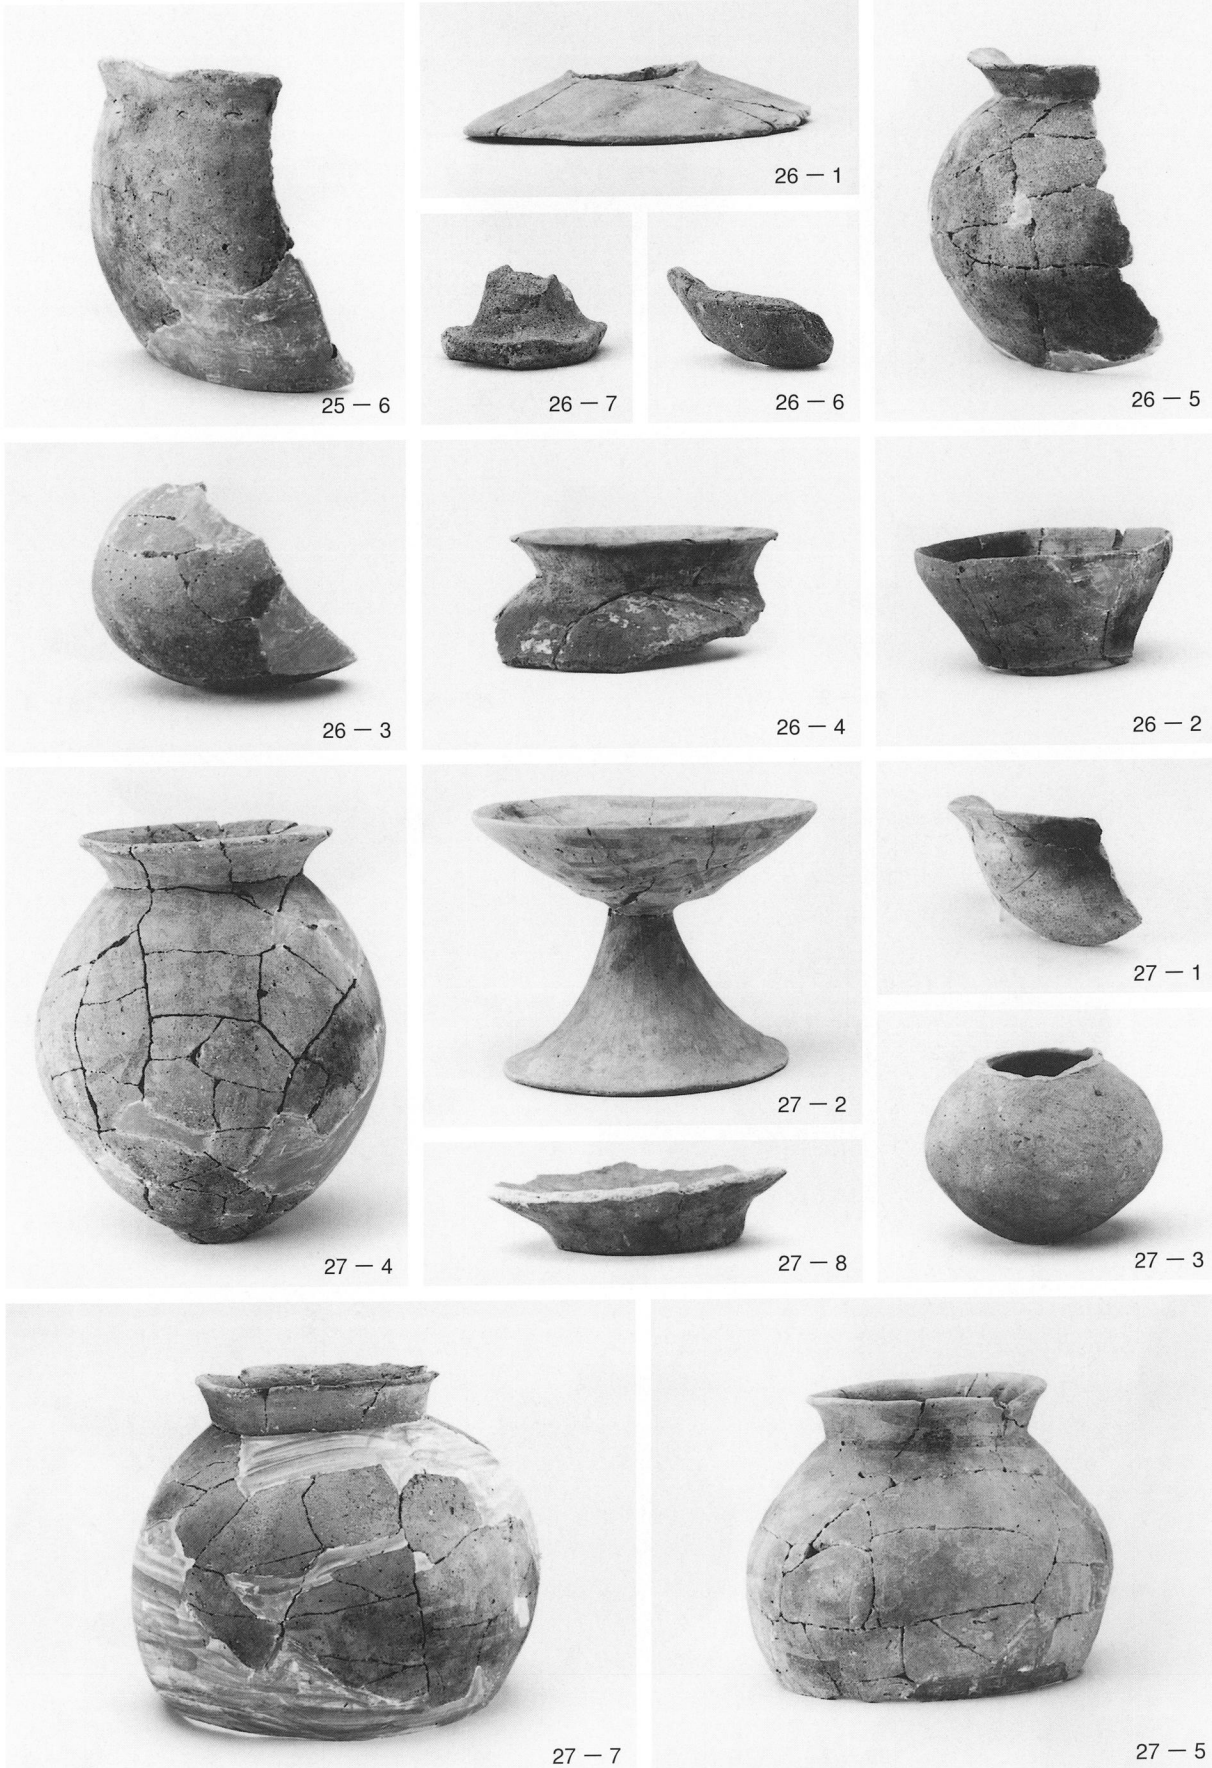 25 — 6
26 — 1
26 — 7
26 — 6
26 — 5
26 — 3
26 — 4
26 — 2
27 — 4
27 — 2
27 — 1
27 — 8
27 — 3
27 — 7
27 — 5